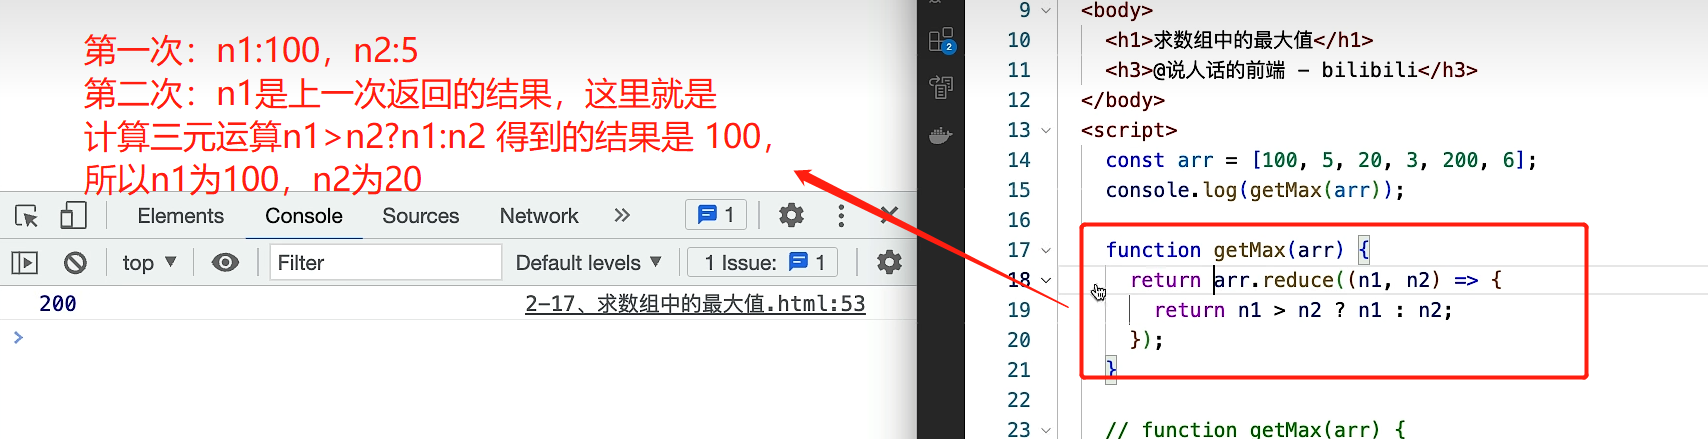 第一次：n1:100，n2:5
第二次：n1是上一次返回的结果，这里就是
计算三元运算n1>n2?n1:n2 得到的结果是 100，
所以n1为100，n2为20
Elements Console Sources Network » 1
top ▼ Filter Default levels ▼ 1 Issue: 1
200 2-17、求数组中的最大值.html:53
>
2
9 <body>
10 <h1>求数组中的最大值</h1>
11 <h3>@说人话的前端 - bilibili</h3>
12 </body>
13 <script>
14 const arr = [100, 5, 20, 3, 200, 6];
15 console.log(getMax(arr));
16
17 function getMax(arr) {
18 return arr.reduce((n1, n2) => {
19 return n1 > n2 ? n1 : n2;
20 });
21 }
22
23 // function getMax(arr) {